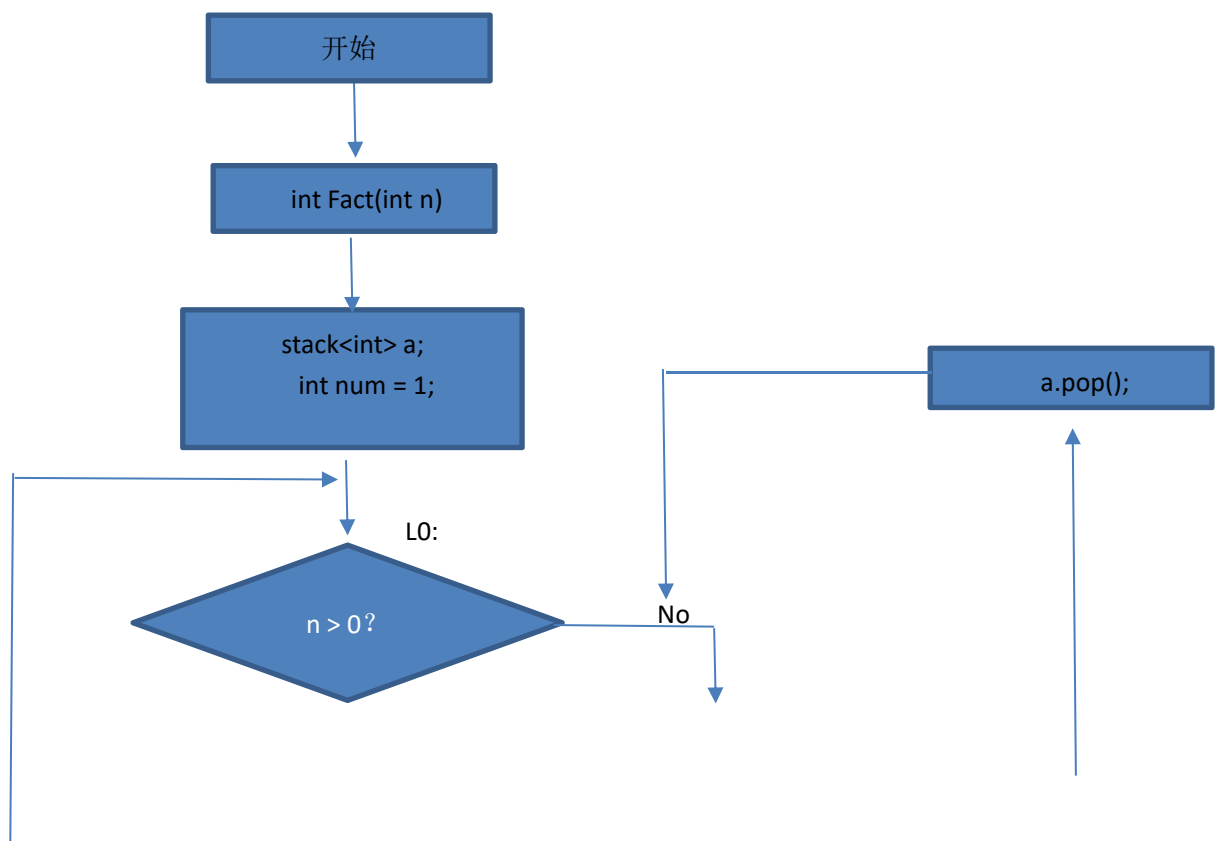 开始
int Fact(int n)
stack<int> a;
int num = 1;
a.pop();
L0:
n > 0？
No